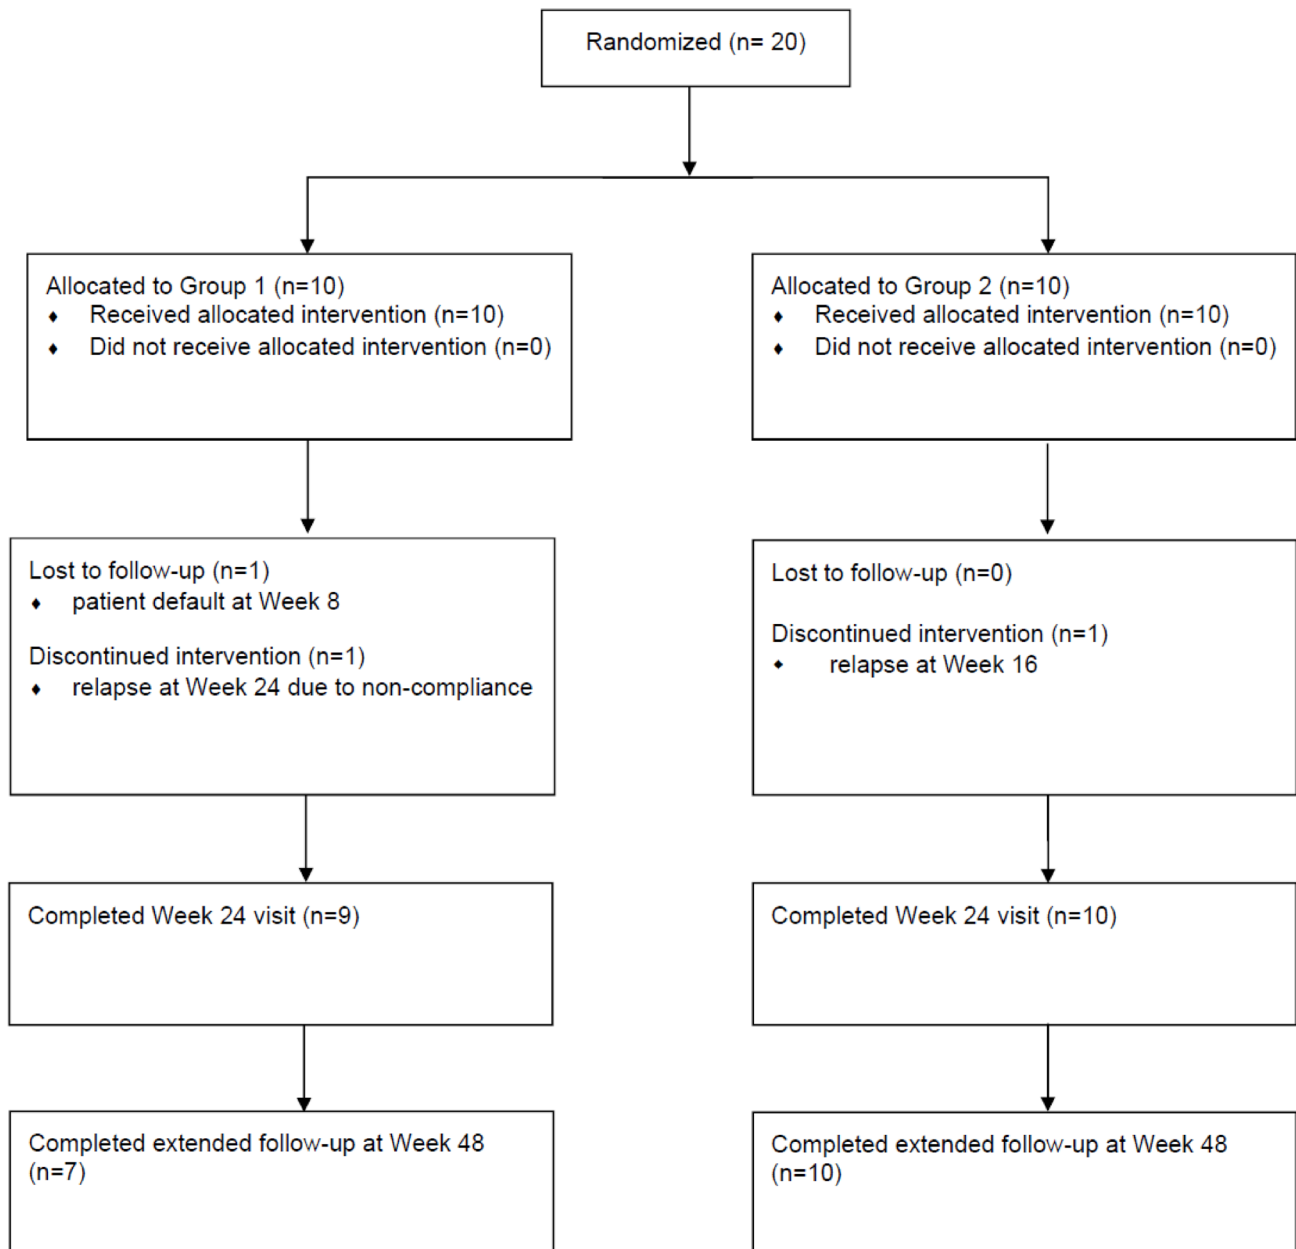 Randomized (n= 20)
Allocated to Group 1 (n=10)
♦ Received allocated intervention (n=10)
♦ Did not receive allocated intervention (n=0)
Allocated to Group 2 (n=10)
♦ Received allocated intervention (n=10)
♦ Did not receive allocated intervention (n=0)
Lost to follow-up (n=1)
♦ patient default at Week 8
Discontinued intervention (n=1)
♦ relapse at Week 24 due to non-compliance
Lost to follow-up (n=0)
Discontinued intervention (n=1)
♦ relapse at Week 16
Completed Week 24 visit (n=9)
Completed Week 24 visit (n=10)
Completed extended follow-up at Week 48
(n=7)
Completed extended follow-up at Week 48
(n=10)